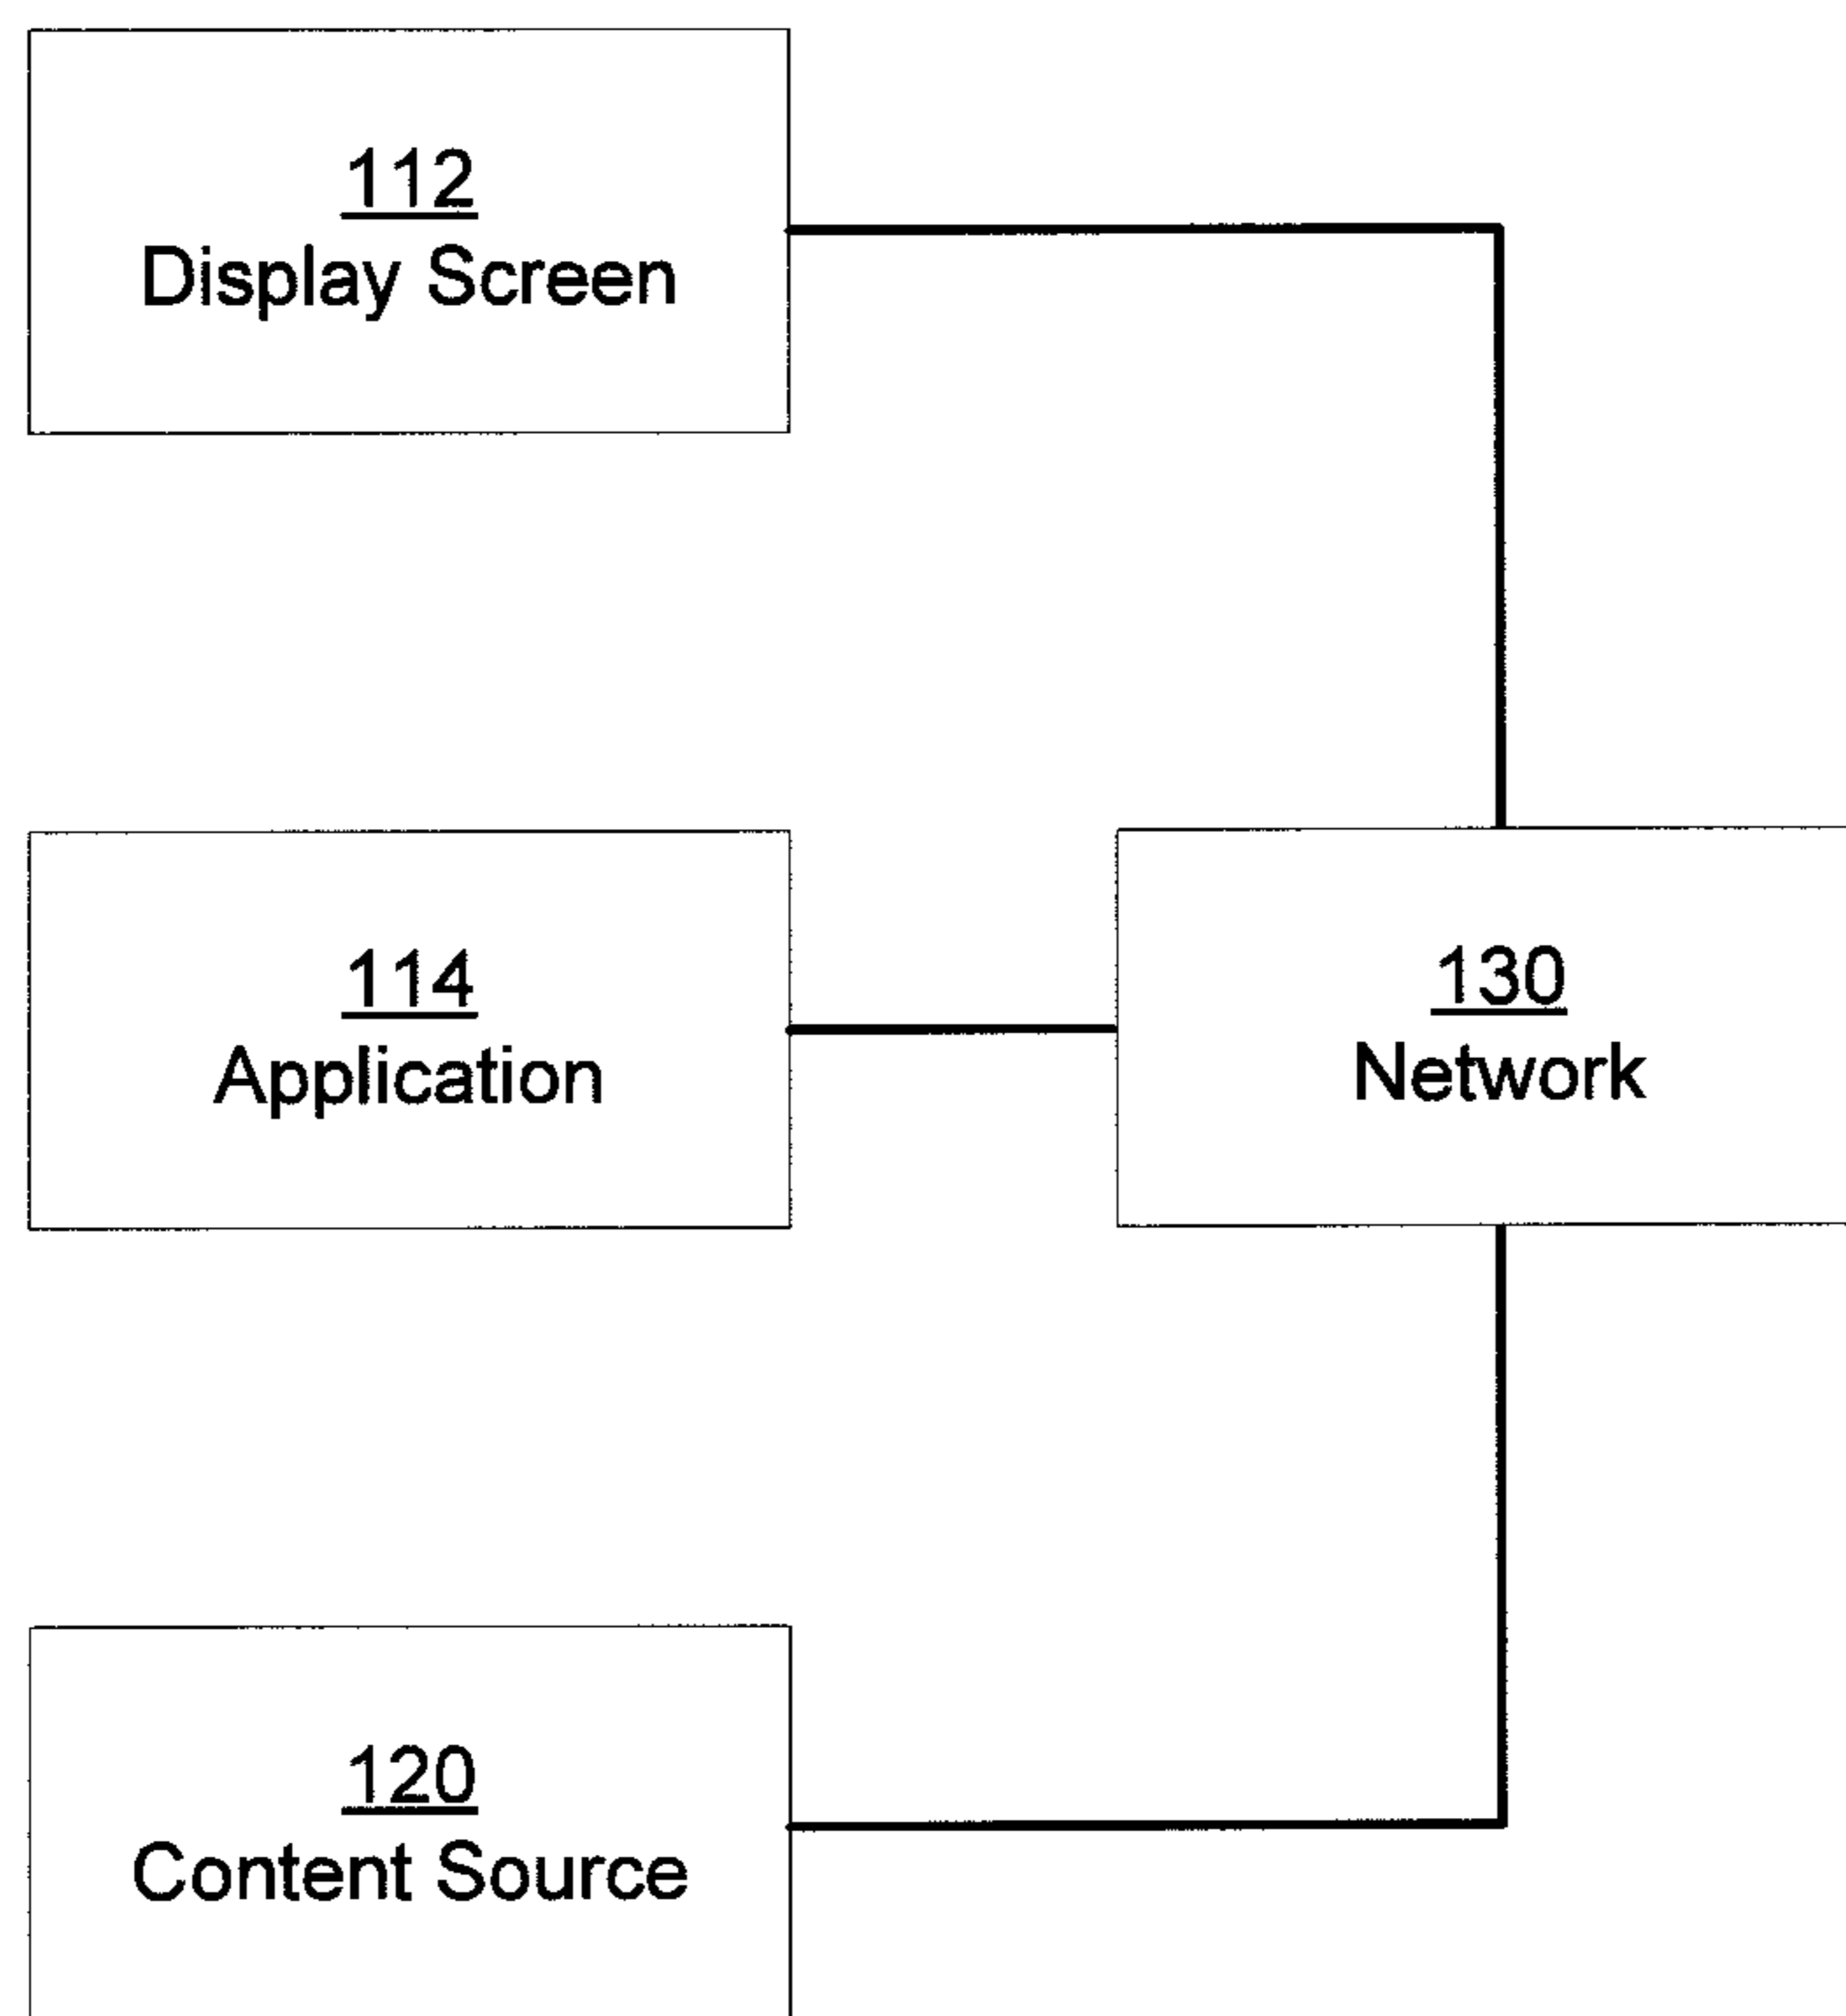 112
Display Screen
114
Application
130
Network
120
Content Source